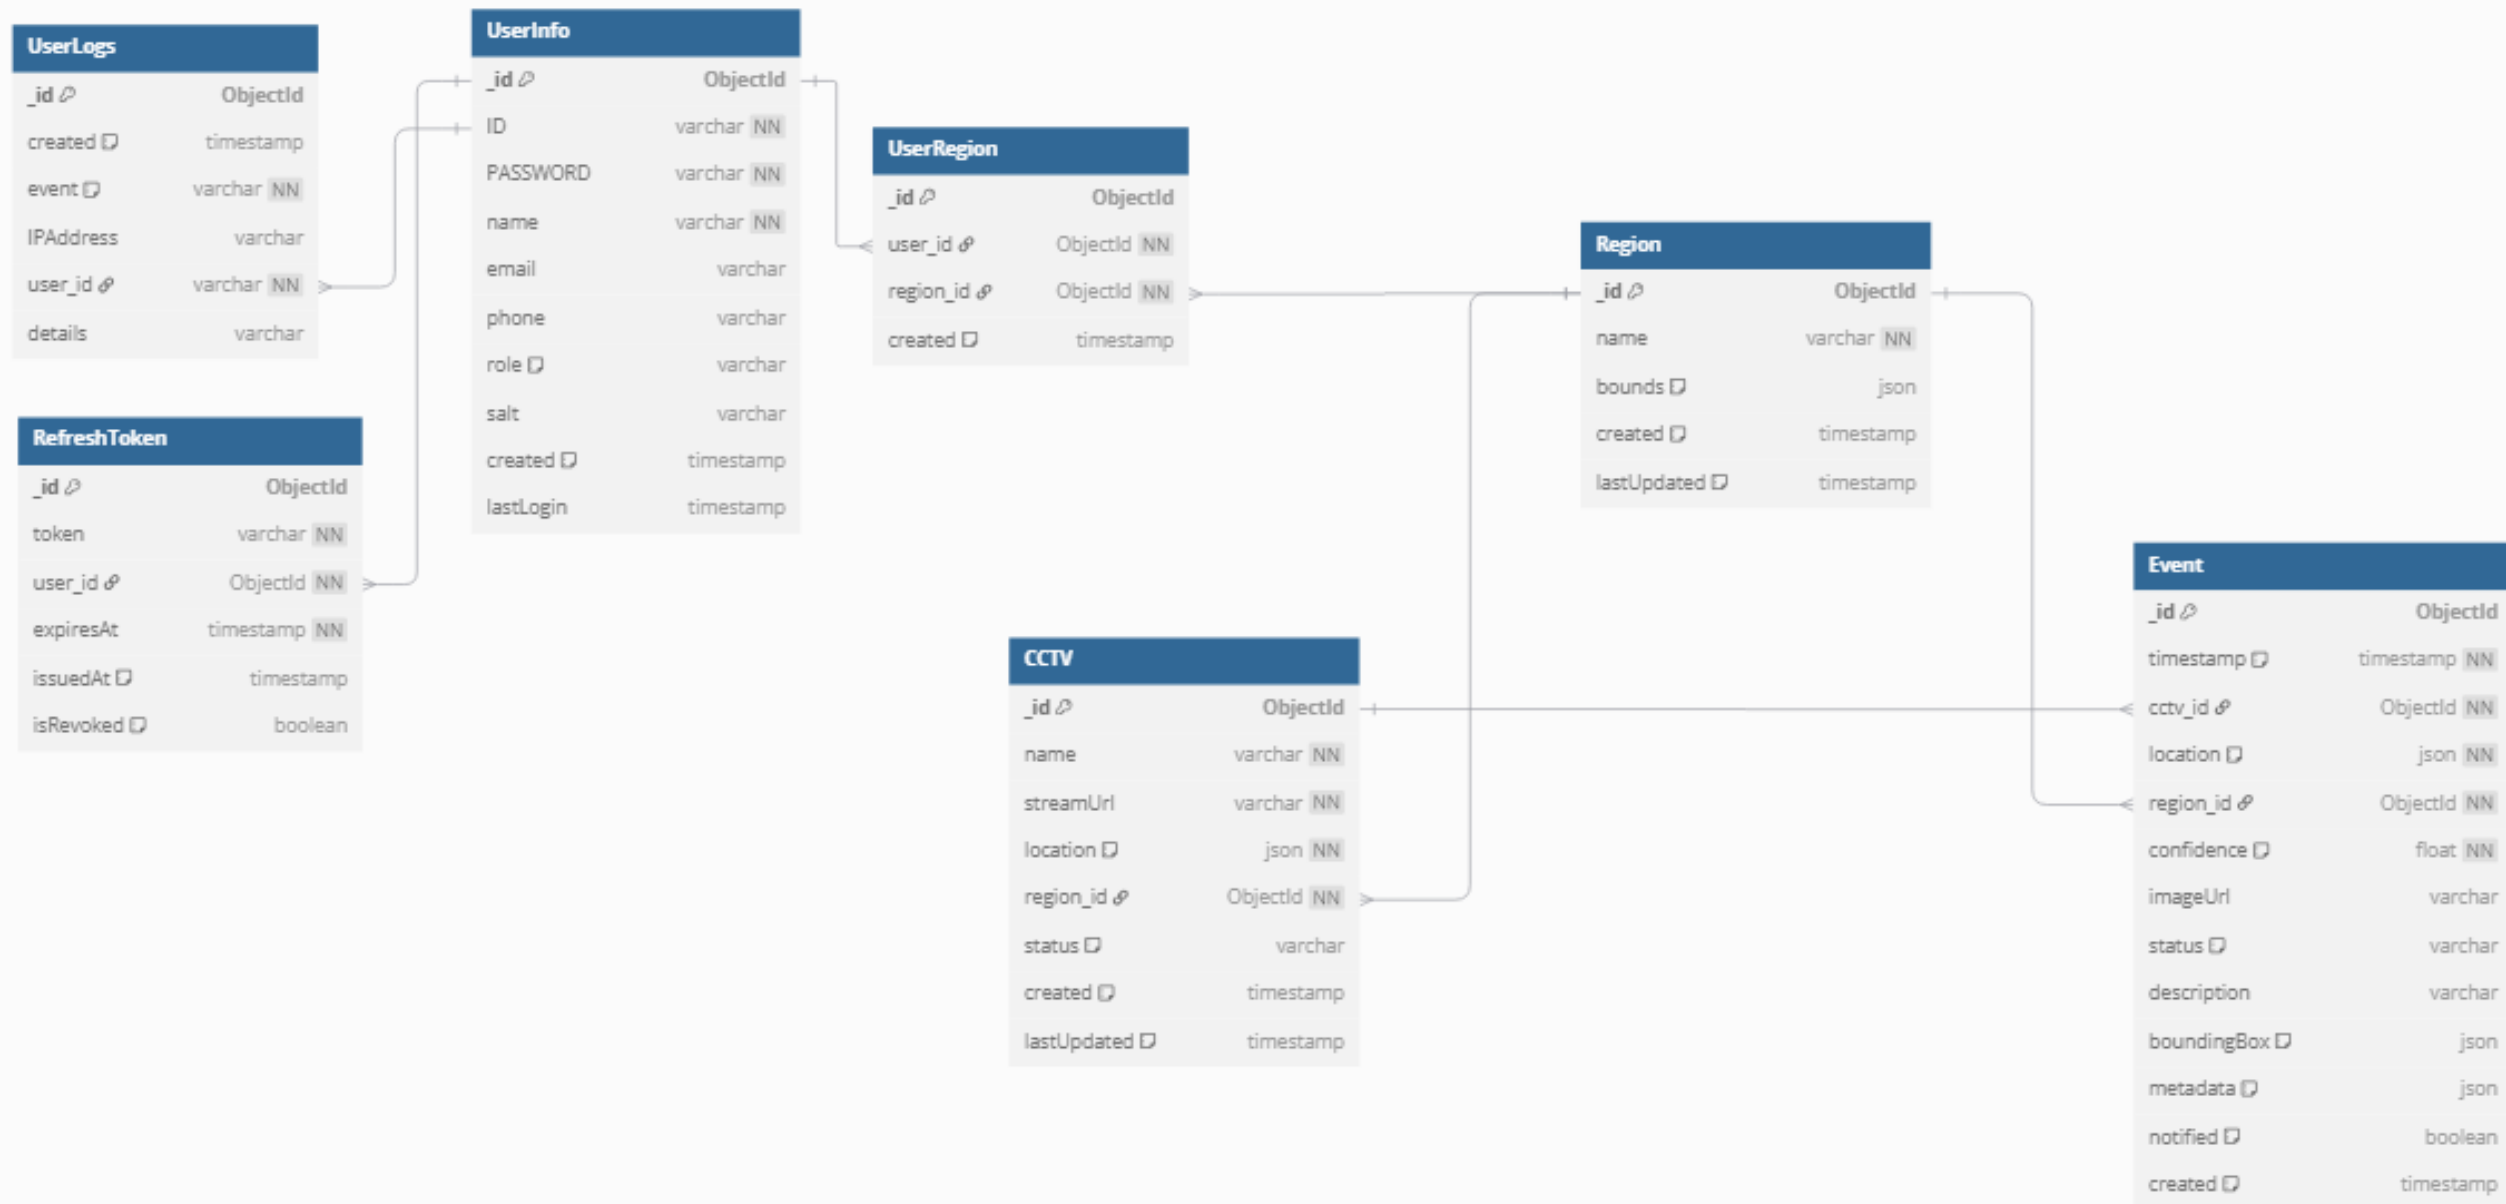 UserLogs
_id ObjectId
created timestamp
event varchar NN
IPAddress varchar
user_id varchar NN
details varchar
UserInfo
_id ObjectId
ID varchar NN
PASSWORD varchar NN
name varchar NN
email varchar
phone varchar
role varchar
salt varchar
created timestamp
lastLogin timestamp
UserRegion
_id ObjectId
user_id ObjectId NN
region_id ObjectId NN
created timestamp
Region
_id ObjectId
name varchar NN
bounds json
created timestamp
lastUpdated timestamp
RefreshToken
_id ObjectId
token varchar NN
user_id ObjectId NN
expiresAt timestamp NN
issuedAt timestamp
isRevoked boolean
CCTV
_id ObjectId
name varchar NN
streamUrl varchar NN
location json NN
region_id ObjectId NN
status varchar
created timestamp
lastUpdated timestamp
Event
_id ObjectId
timestamp timestamp NN
cctv_id ObjectId NN
location json NN
region_id ObjectId NN
confidence float NN
imageUrl varchar
status varchar
description varchar
boundingBox json
metadata json
notified boolean
created timestamp